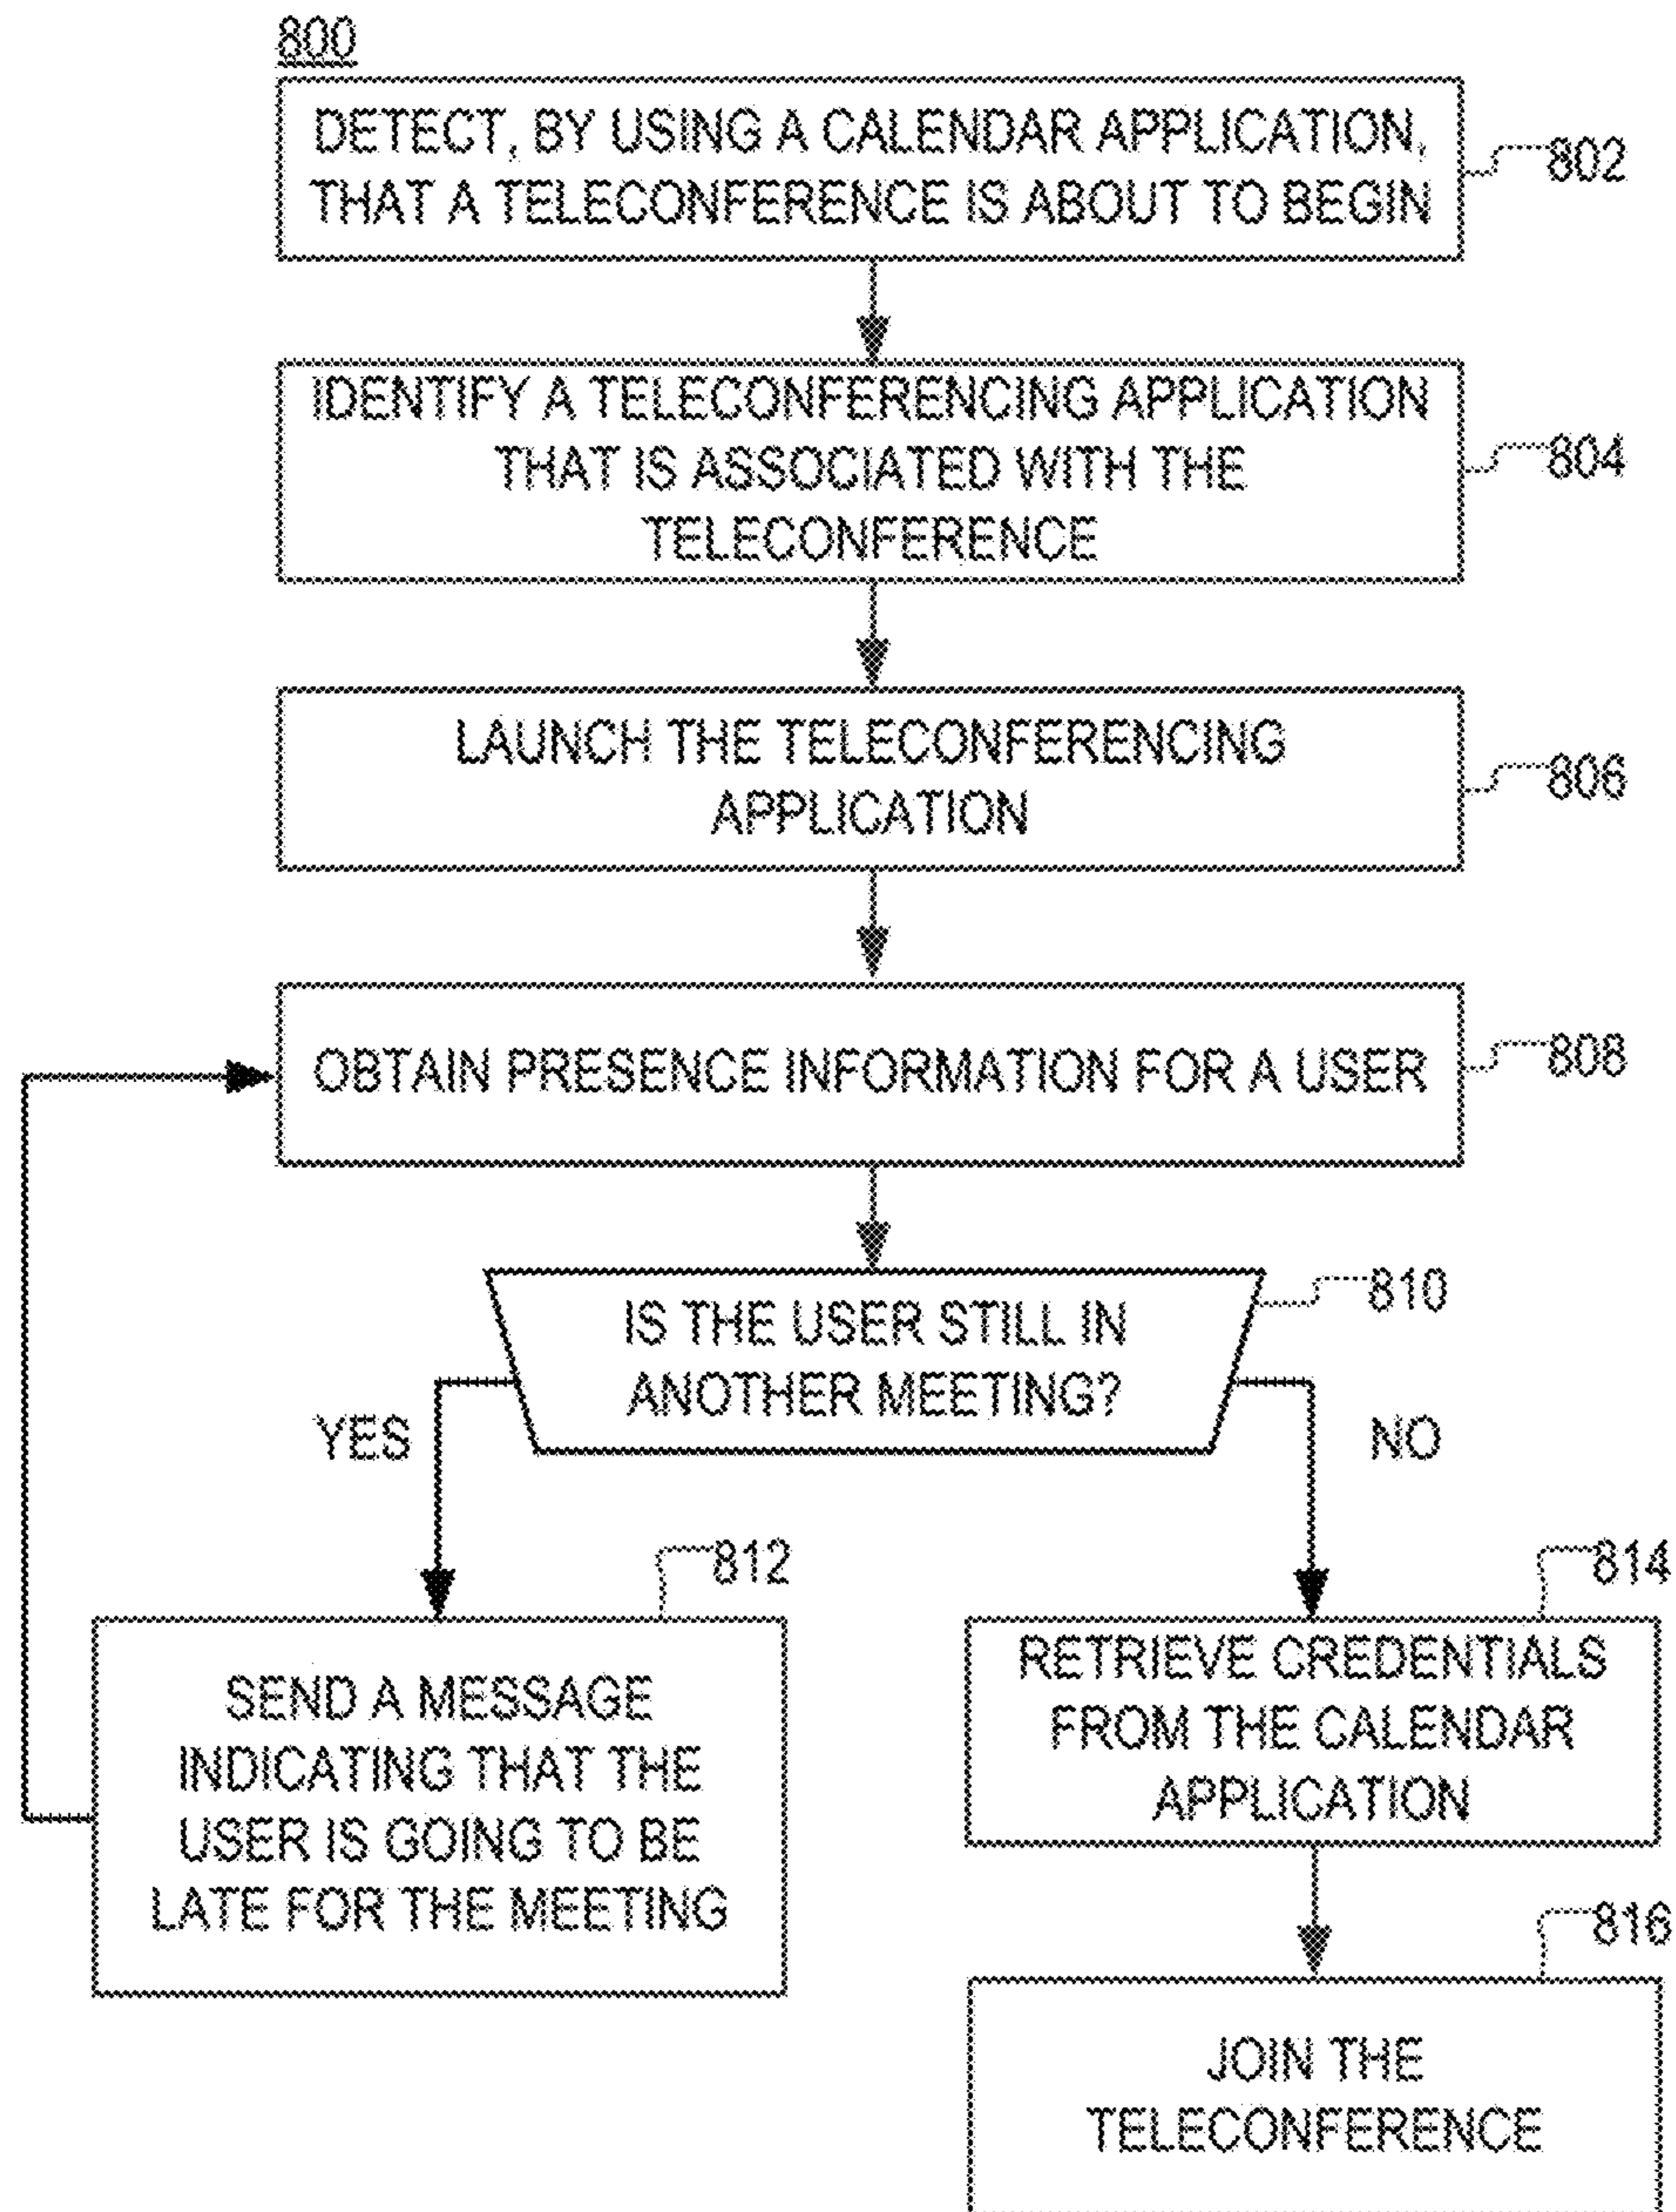 800
DETECT, BY USING A CALENDAR APPLICATION,
THAT A TELECONFERENCE IS ABOUT TO BEGIN
802
IDENTIFY A TELECONFERENCING APPLICATION
THAT IS ASSOCIATED WITH THE
TELECONFERENCE
804
LAUNCH THE TELECONFERENCING
APPLICATION
806
OBTAIN PRESENCE INFORMATION FOR A USER
808
IS THE USER STILL IN
ANOTHER MEETING?
810
YES
NO
812
SEND A MESSAGE
INDICATING THAT THE
USER IS GOING TO BE
LATE FOR THE MEETING
814
RETRIEVE CREDENTIALS
FROM THE CALENDAR
APPLICATION
816
JOIN THE
TELECONFERENCE